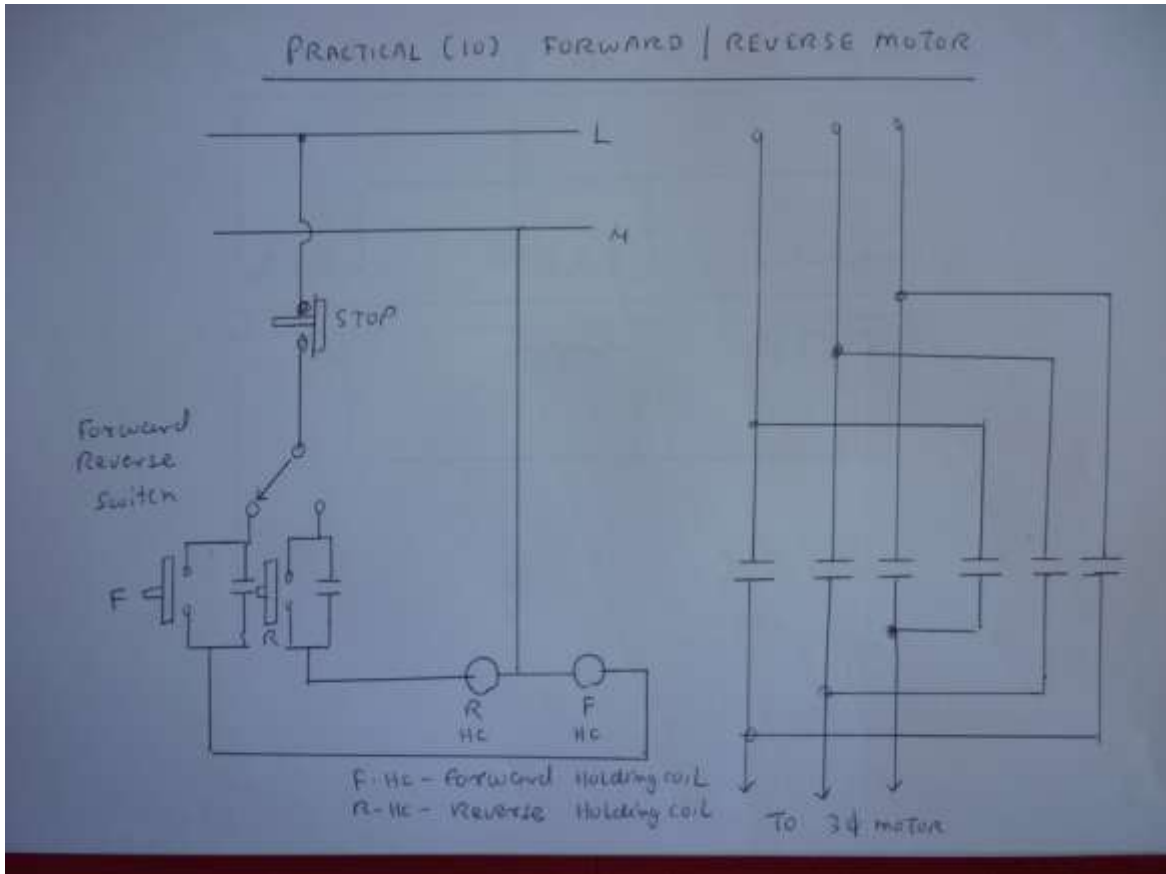 PRACTICAL (10) FORWARD / REVERSE MOTOR
L
N
STOP
Forward
Reverse
Switch
F
R
R
HC
F
HC
F-HC - Forward Holding coil
R-HC - Reverse Holding coil
TO 3ϕ MOTOR